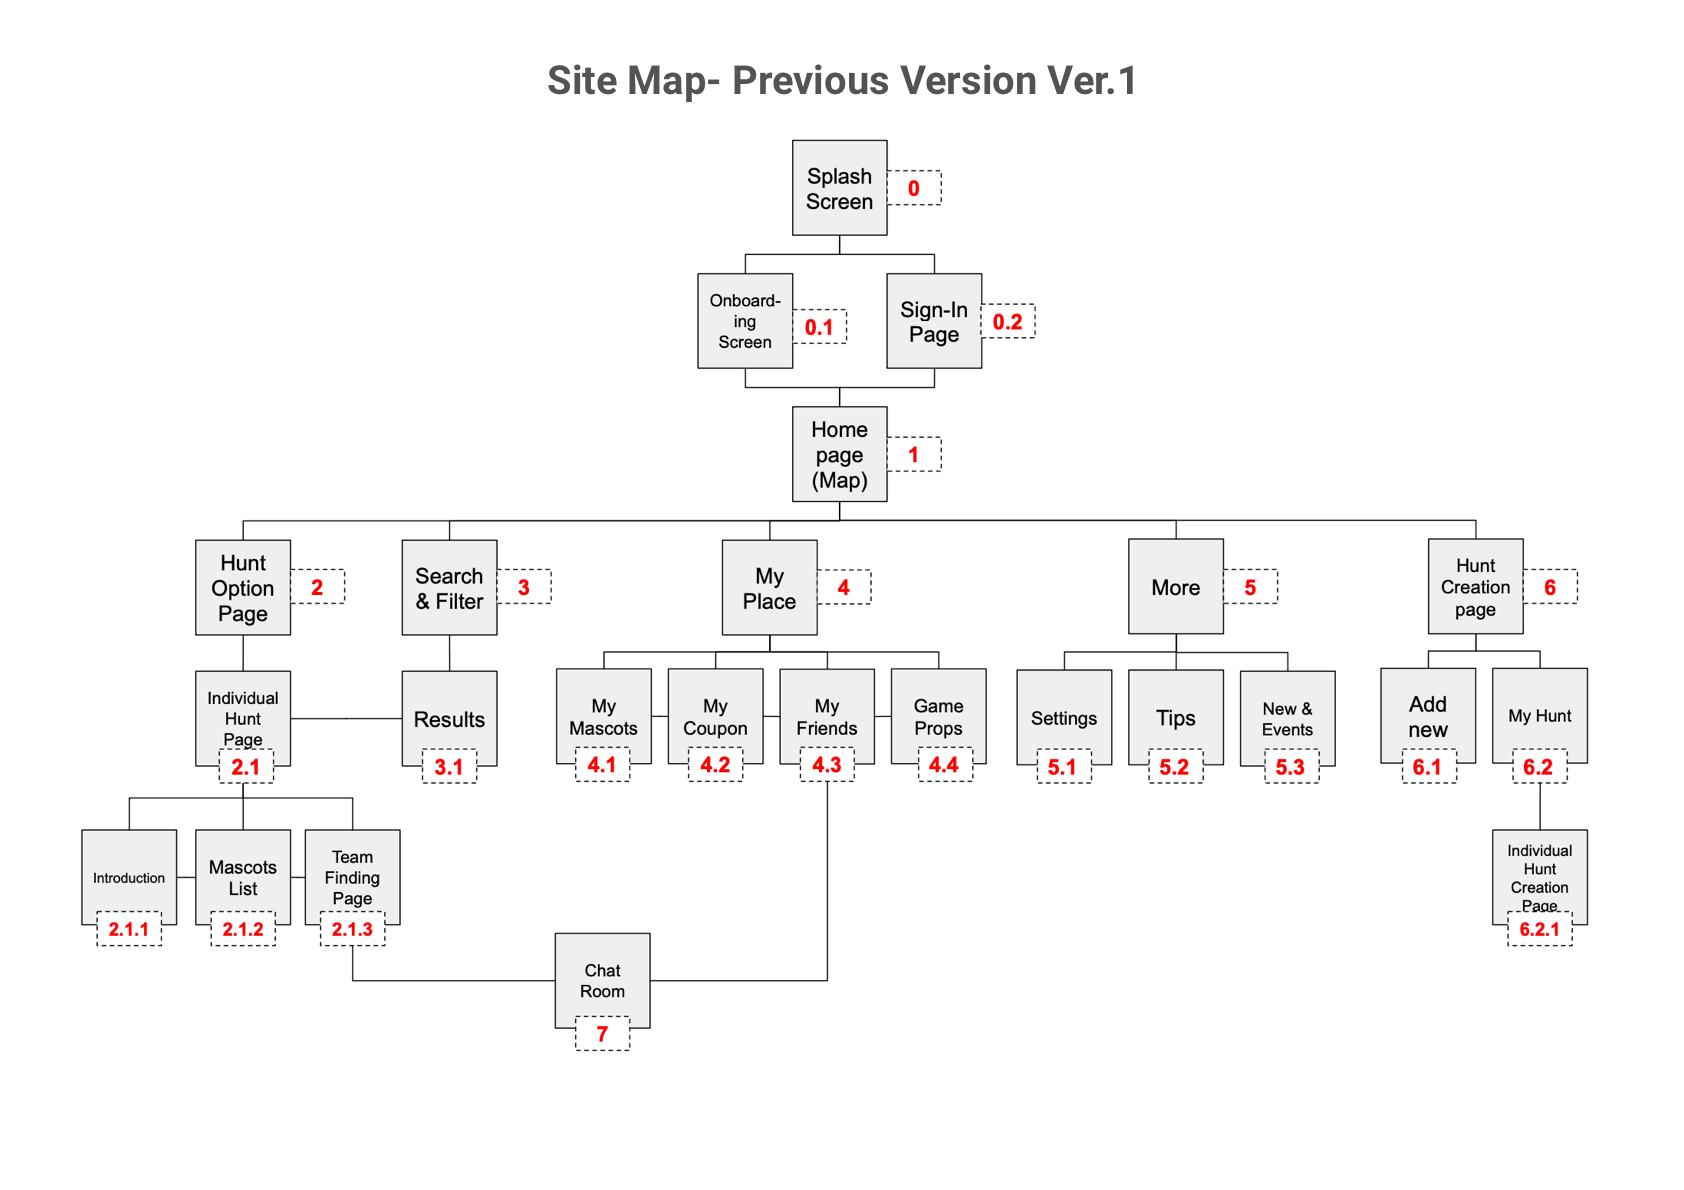 Site Map- Previous Version Ver.1
Splash
Screen
0
Onboard-
ing
Screen
0.1
Sign-In
Page
0.2
Home
page
(Map)
1
Hunt
Option
Page
2
Search
& Filter
3
My
Place
4
More
5
Hunt
Creation
page
6
Individual
Hunt
Page
2.1
Results
3.1
My
Mascots
4.1
My
Coupon
4.2
My
Friends
4.3
Game
Props
4.4
Settings
5.1
Tips
5.2
New &
Events
5.3
Add
new
6.1
My Hunt
6.2
Introduction
2.1.1
Mascots
List
2.1.2
Team
Finding
Page
2.1.3
Individual
Hunt
Creation
Page
6.2.1
Chat
Room
7